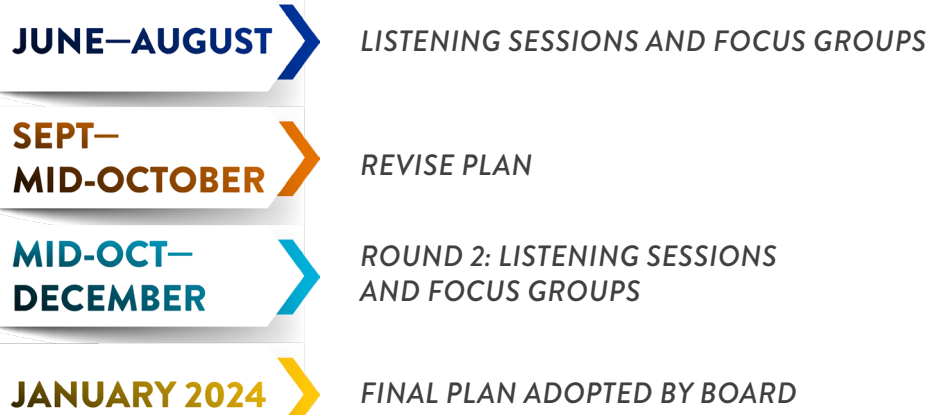 JUNE—AUGUST
LISTENING SESSIONS AND FOCUS GROUPS
SEPT—
MID-OCTOBER
REVISE PLAN
MID-OCT—
DECEMBER
ROUND 2: LISTENING SESSIONS
AND FOCUS GROUPS
JANUARY 2024
FINAL PLAN ADOPTED BY BOARD